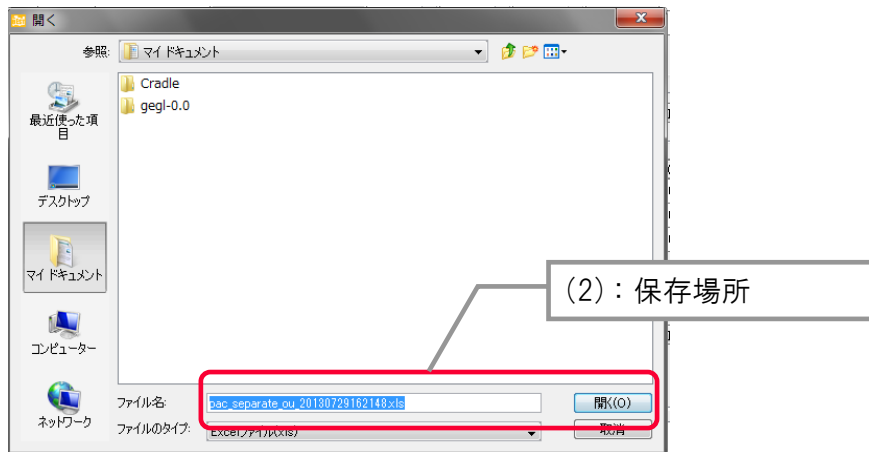 開く
参照:
マイ ドキュメント
Cradle
gegl-0.0
最近使った項
目
デスクトップ
マイ ドキュメント
コンピューター
ネットワーク
(2)：保存場所
ファイル名:
pac_separate_ou_20130729162148.xls
開く(O)
ファイルのタイプ:
Excelファイル(xls)
取消